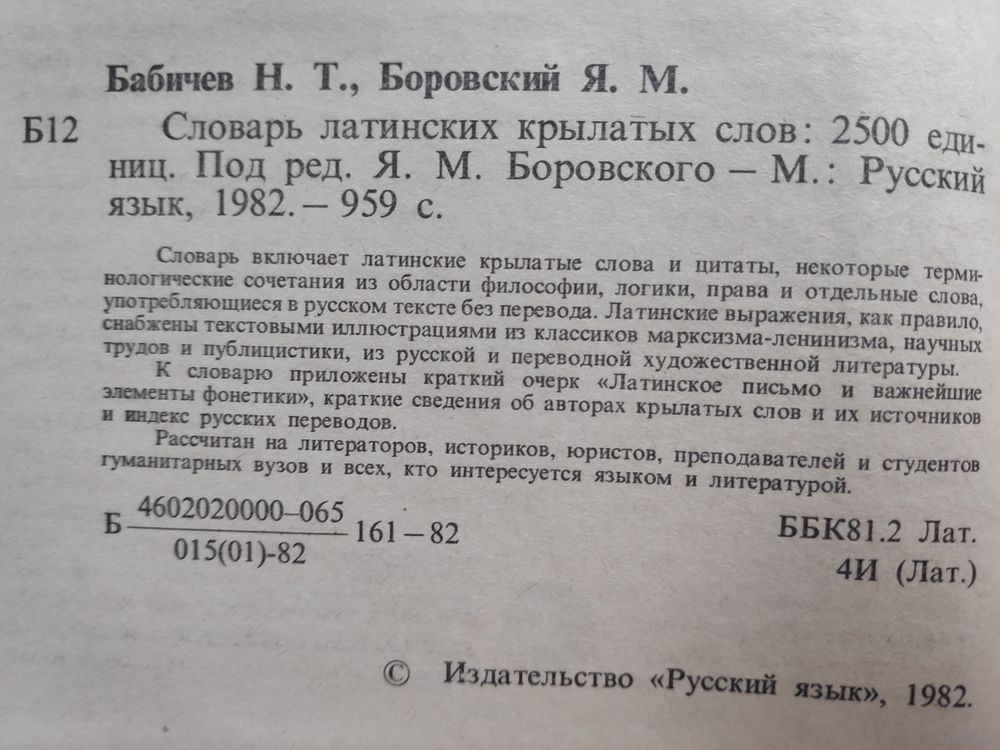 Бабичев Н. Т., Боровский Я. М.
Б12 Словарь латинских крылатых слов: 2500 еди-
ниц. Под ред. Я. М. Боровского — М.: Русский
язык, 1982. — 959 с.
Словарь включает латинские крылатые слова и цитаты, некоторые терми-
нологические сочетания из области философии, логики, права и отдельные слова,
употребляющиеся в русском тексте без перевода. Латинские выражения, как правило,
снабжены текстовыми иллюстрациями из классиков марксизма-ленинизма, научных
трудов и публицистики, из русской и переводной художественной литературы.
К словарю приложены краткий очерк «Латинское письмо и важнейшие
элементы фонетики», краткие сведения об авторах крылатых слов и их источников
и индекс русских переводов.
Рассчитан на литераторов, историков, юристов, преподавателей и студентов
гуманитарных вузов и всех, кто интересуется языком и литературой.
Б 4602020000—065 161 — 82
015(01)-82
ББК81.2 Лат.
4И (Лат.)
© Издательство «Русский язык», 1982.